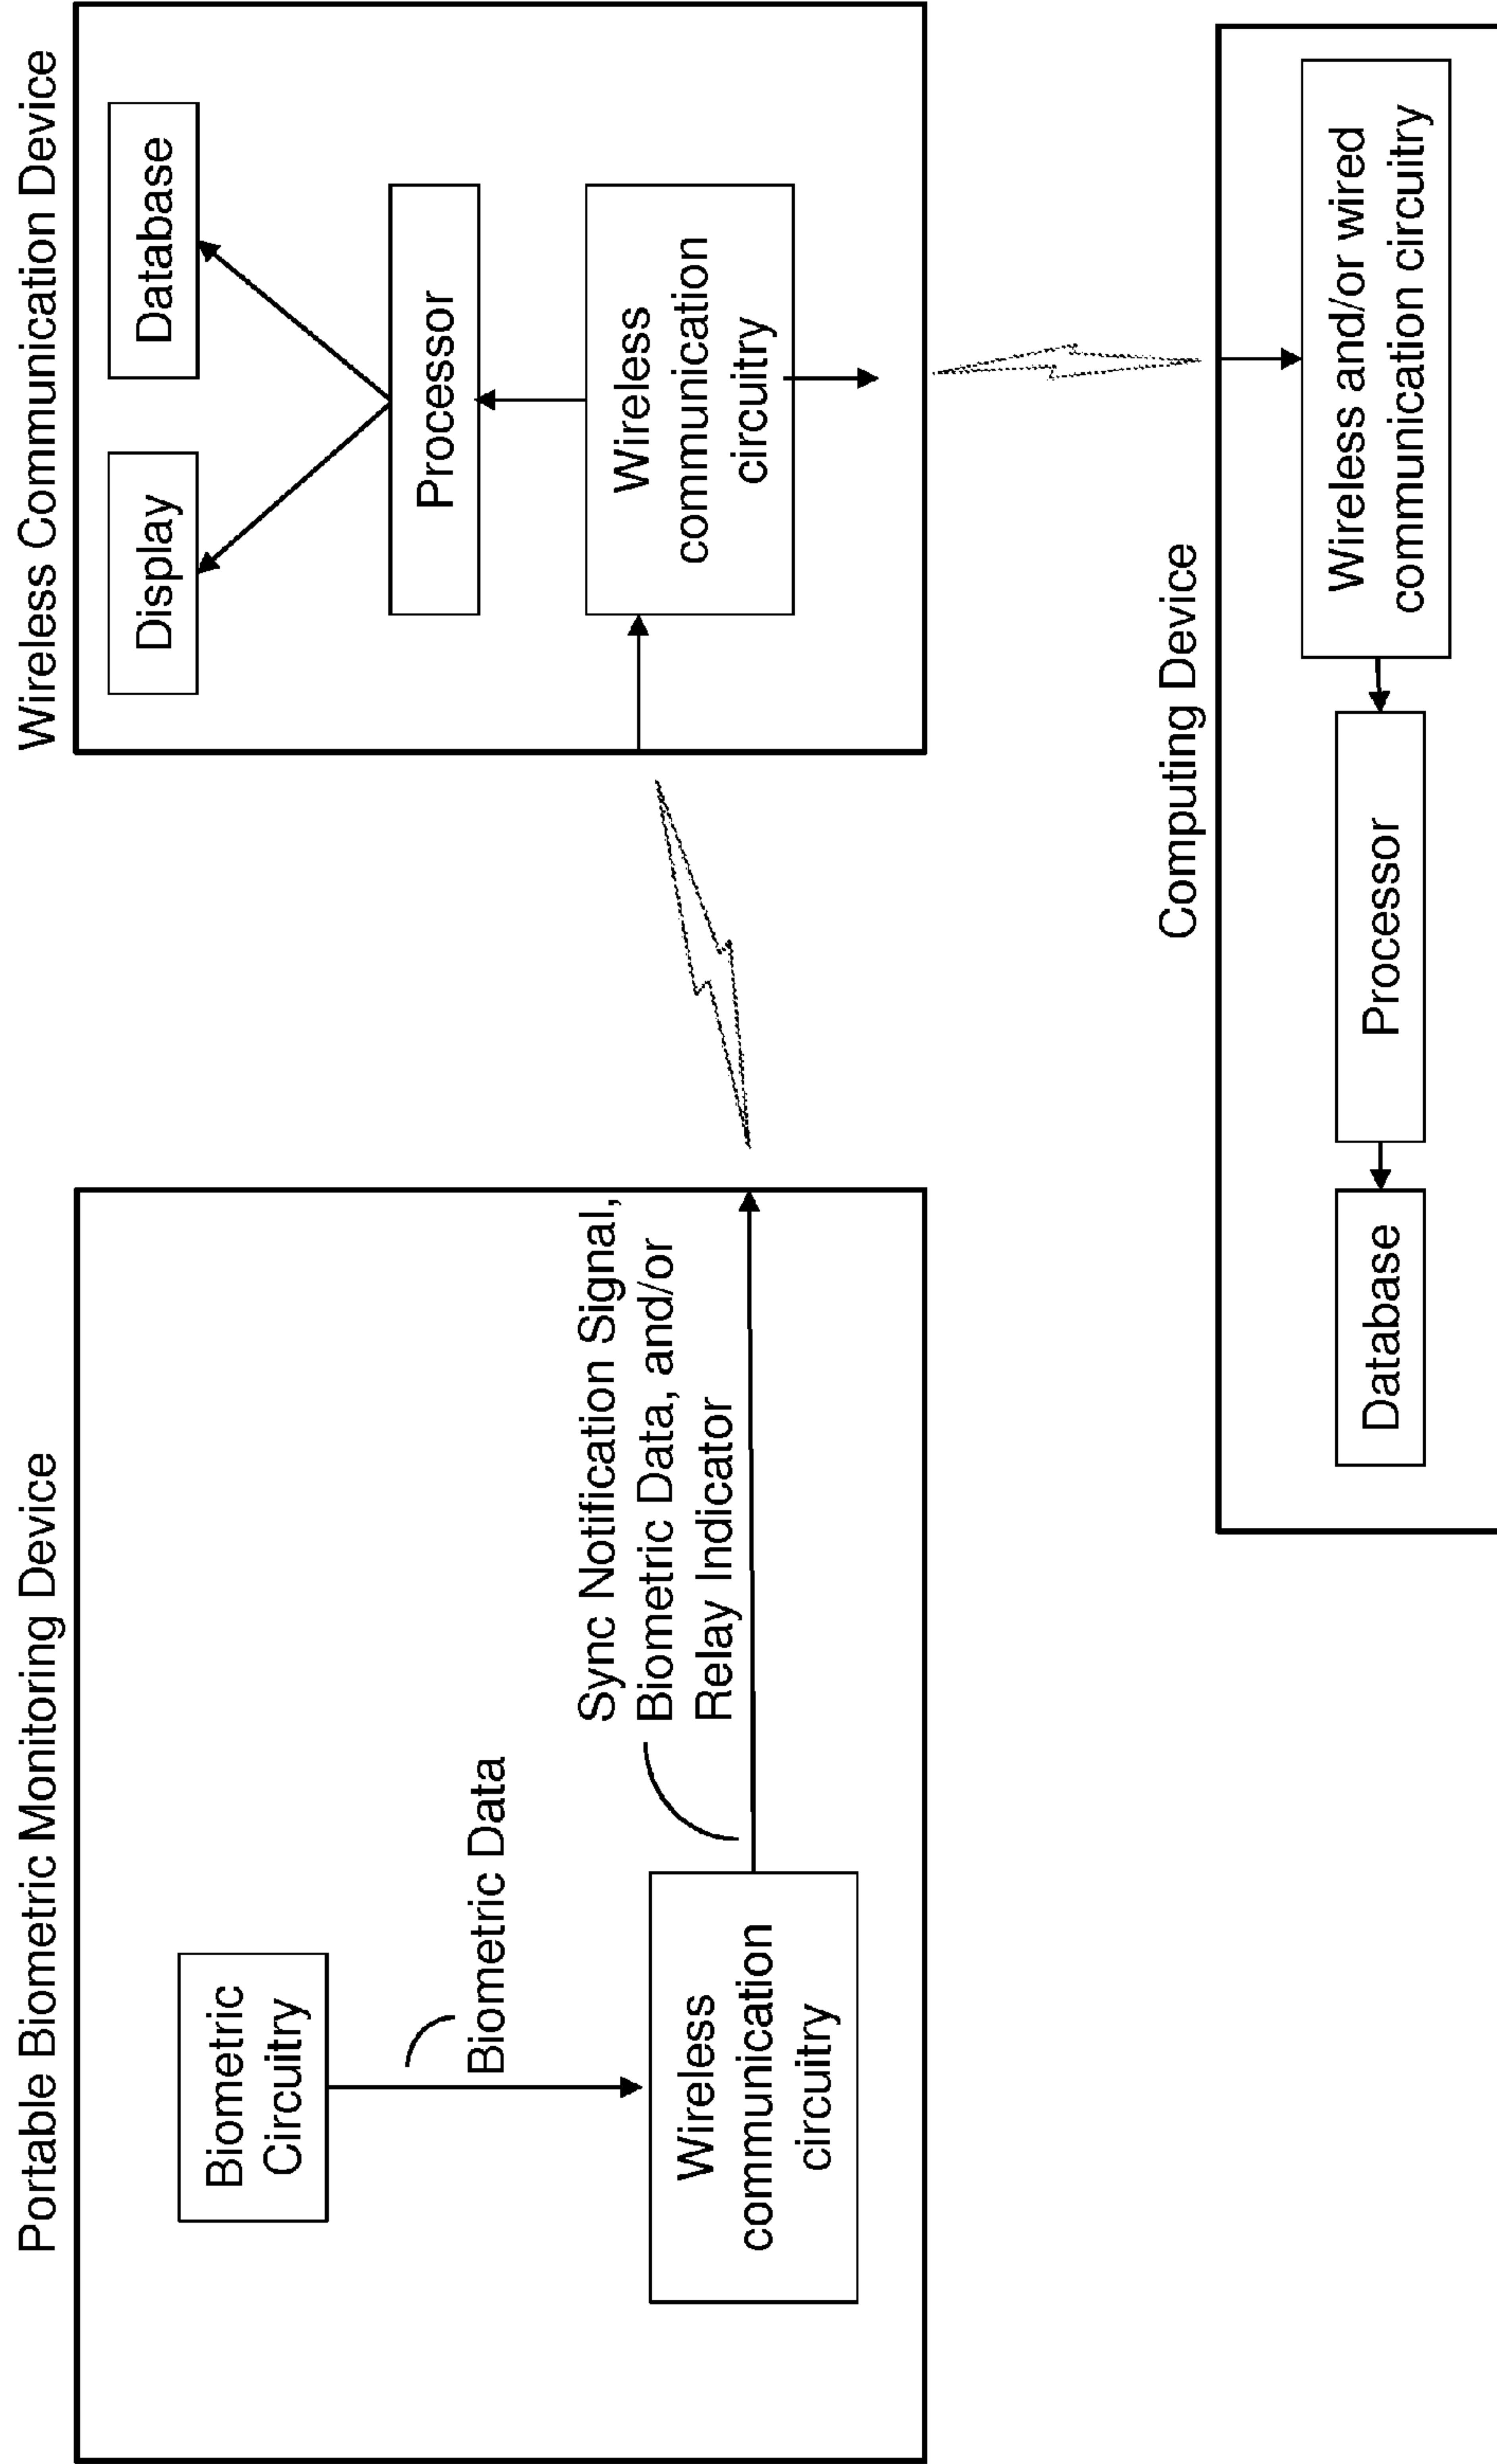 Portable Biometric Monitoring Device
Biometric
Circuitry
Biometric Data
Wireless
communication
circuitry
Sync Notification Signal,
Biometric Data, and/or
Relay Indicator
Wireless Communication Device
Display
Database
Processor
Wireless
communication
circuitry
Computing Device
Database
Processor
Wireless and/or wired
communication circuitry